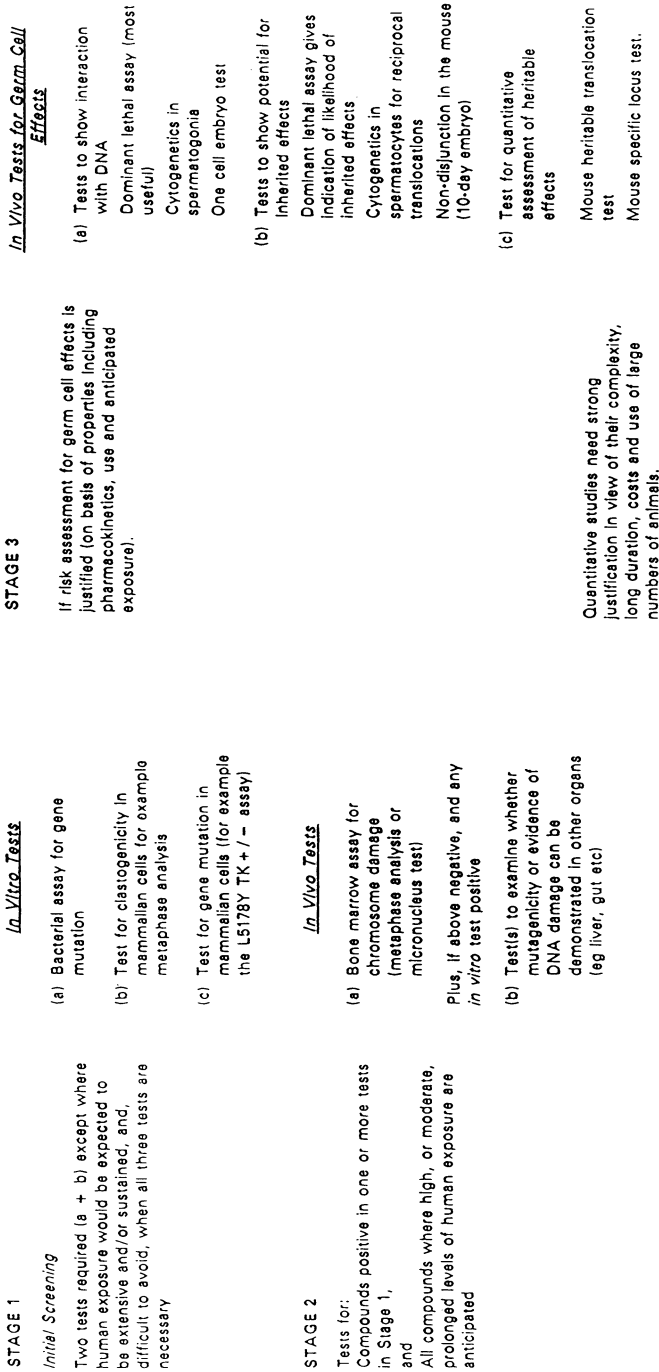 STAGE 1
Initial Screening
Two tests required (a + b) except where
human exposure would be expected to
be extensive and/or sustained, and,
difficult to avoid, when all three tests are
necessary
In Vitro Tests
(a) Bacterial assay for gene
mutation
(b) Test for clastogenicity in
mammalian cells for example
metaphase analysis
(c) Test for gene mutation in
mammalian cells (for example
the L5178Y TK + / − assay)
STAGE 2
Tests for:
Compounds positive in one or more tests
in Stage 1,
and
All compounds where high, or moderate,
prolonged levels of human exposure are
anticipated
In Vivo Tests
(a) Bone marrow assay for
chromosome damage
(metaphase analysis or
micronucleus test)
Plus, if above negative, and any
in vitro test positive
(b) Test(s) to examine whether
mutagenicity or evidence of
DNA damage can be
demonstrated in other organs
(eg liver, gut etc)
STAGE 3
If risk assessment for germ cell effects is
justified (on basis of properties including
pharmacokinetics, use and anticipated
exposure).
In Vivo Tests for Germ Cell
Effects
(a) Tests to show interaction
with DNA
Dominant lethal assay (most
useful)
Cytogenetics in
spermatogonia
One cell embryo test
(b) Tests to show potential for
inherited effects
Dominant lethal assay gives
indication of likelihood of
inherited effects
Cytogenetics in
spermatocytes for reciprocal
translocations
Non-disjunction in the mouse
(10-day embryo)
(c) Test for quantitative
assessment of heritable
effects
Quantitative studies need strong
justification in view of their complexity,
long duration, costs and use of large
numbers of animals.
Mouse heritable translocation
test
Mouse specific locus test.